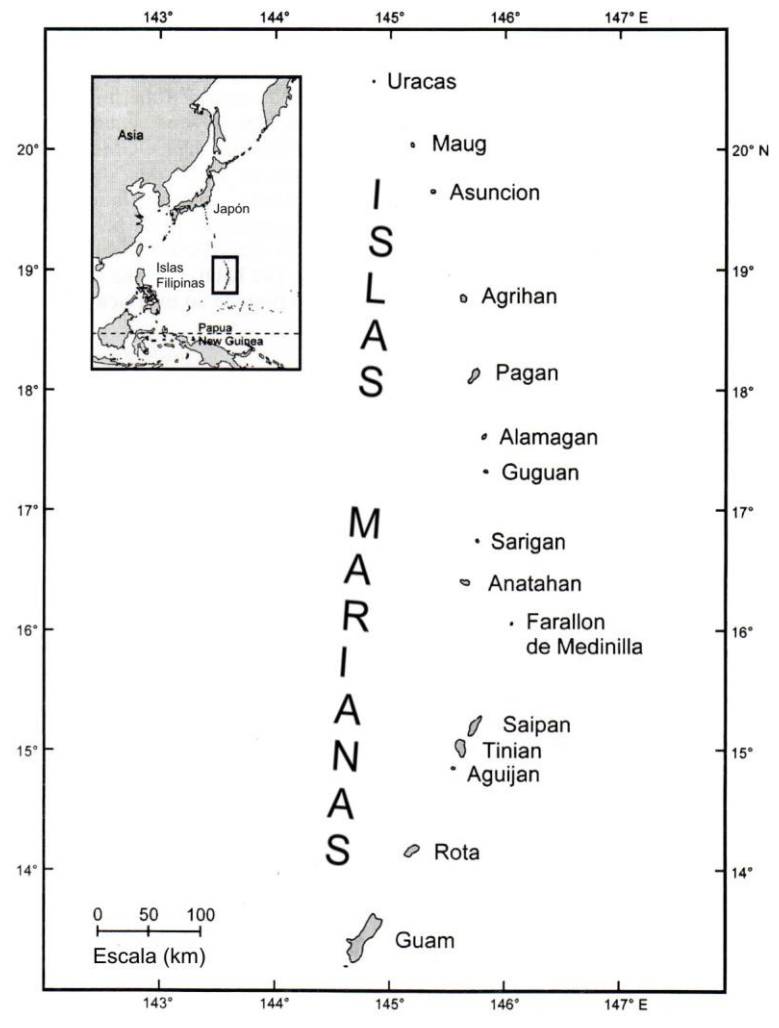 143° 144° 145° 146° 147° E
Uracas
Maug
20° 20° N
Asuncion
Asia
Japón
Islas
Filipinas
Papua
New Guinea
19° 19°
Agrihan
Pagan
18° 18°
Alamagan
Guguan
17° 17°
Sarigan
Anatahan
Farallon
de Medinilla
16° 16°
Saipan
Tinian
Aguijan
15° 15°
Rota
14° 14°
Guam
ISLAS
MARIANAS
0 50 100
Escala (km)
143° 144° 145° 146° 147° E